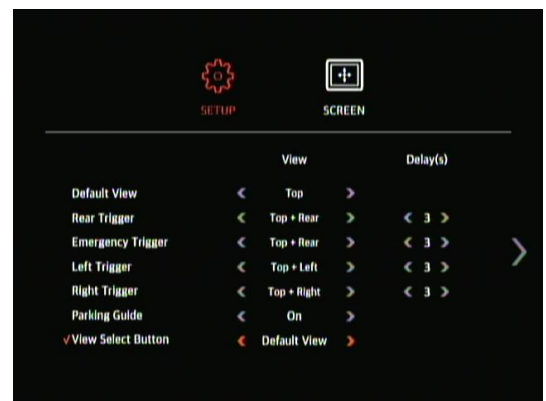 SETUP SCREEN
View Delay(s)
Default View Top
Rear Trigger Top + Rear 3
Emergency Trigger Top + Rear 3
Left Trigger Top + Left 3
Right Trigger Top + Right 3
Parking Guide On
✓View Select Button Default View